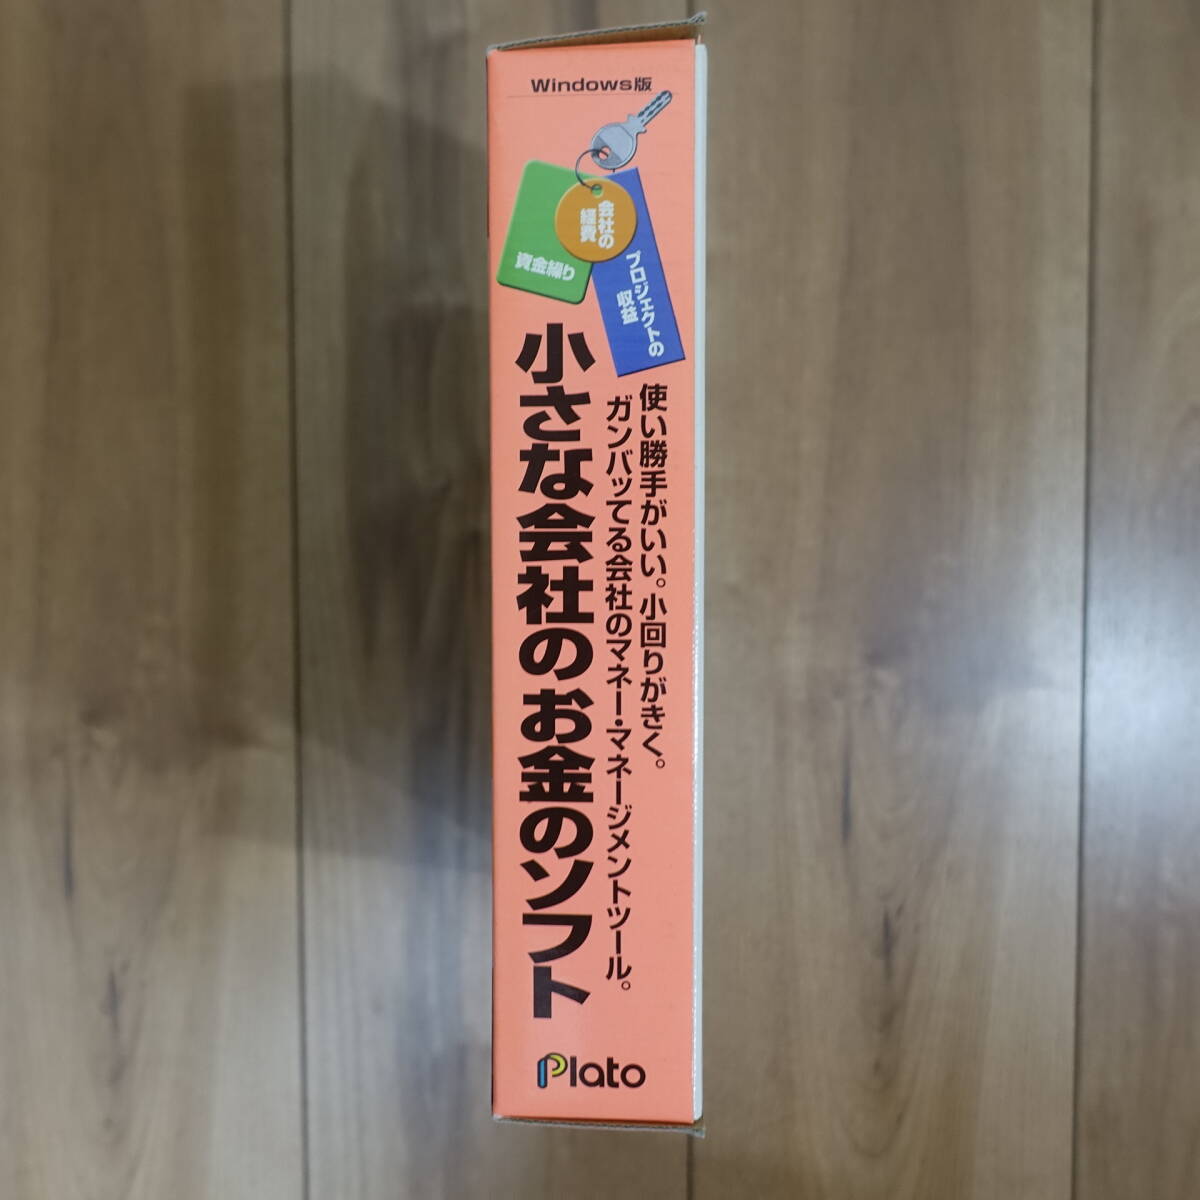 Windows版
資金繰り
会社の
経費
プロジェクトの
収益
使い勝手がいい。小回りがきく。
ガンバッてる会社のマネー・マネージメントツール。
小さな会社のお金のソフト
Plato